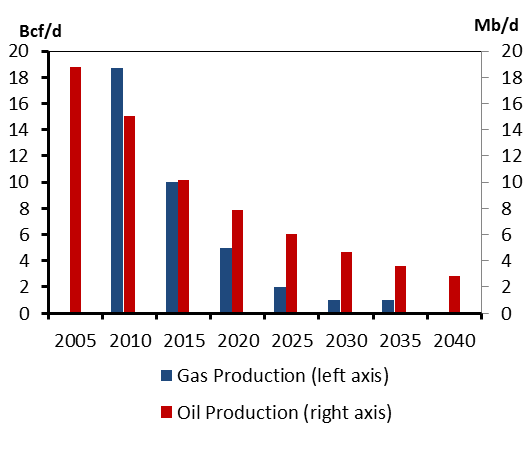 Bcf/d Mb/d
20 20
18 18
16 16
14 14
12 12
10 10
8 8
6 6
4 4
2 2
0 0
2005 2010 2015 2020 2025 2030 2035 2040
Gas Production (left axis)
Oil Production (right axis)